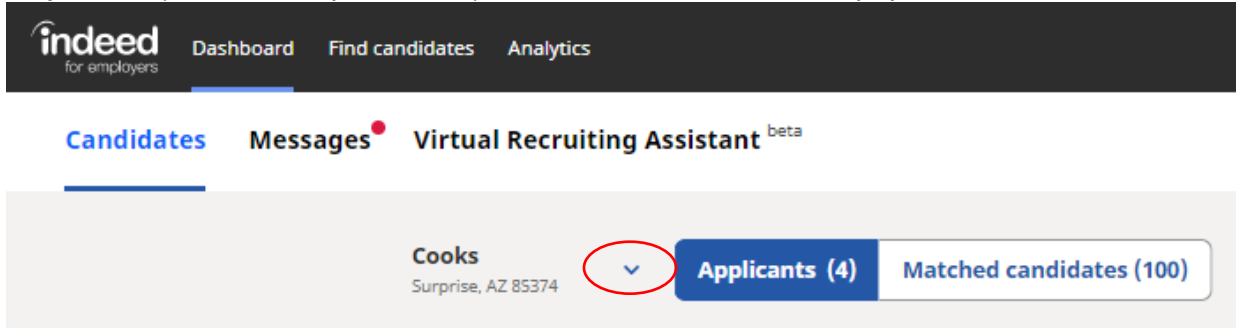 indeed
for employers
Dashboard Find candidates Analytics
Candidates Messages Virtual Recruiting Assistant beta
Cooks
Surprise, AZ 85374
Applicants (4) Matched candidates (100)